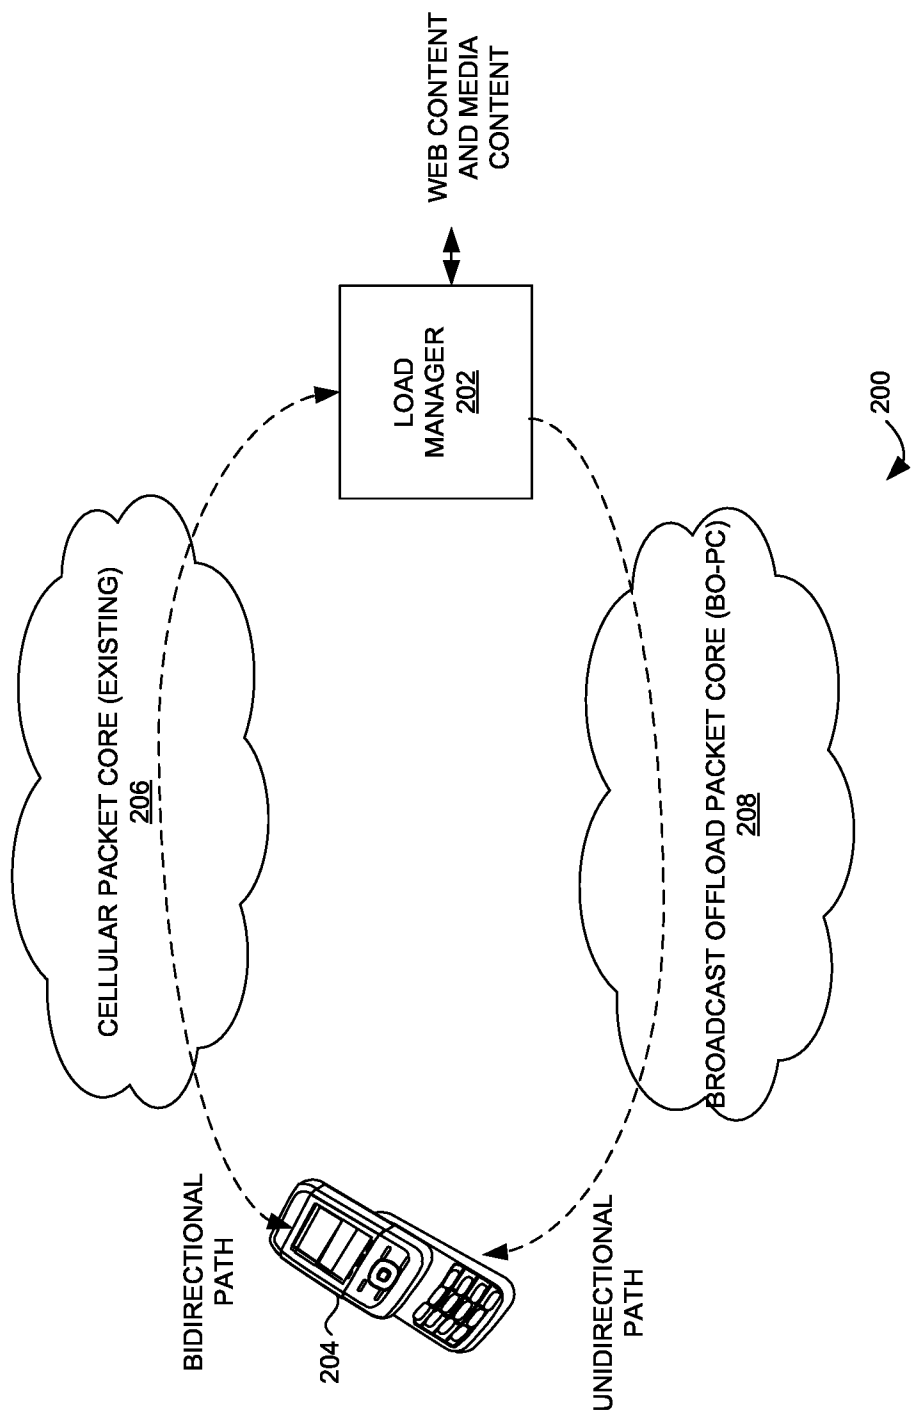 CELLULAR PACKET CORE (EXISTING)
206
BIDIRECTIONAL
PATH
204
LOAD
MANAGER
202
WEB CONTENT
AND MEDIA
CONTENT
UNIDIRECTIONAL
PATH
BROADCAST OFFLOAD PACKET CORE (BO-PC)
208
200